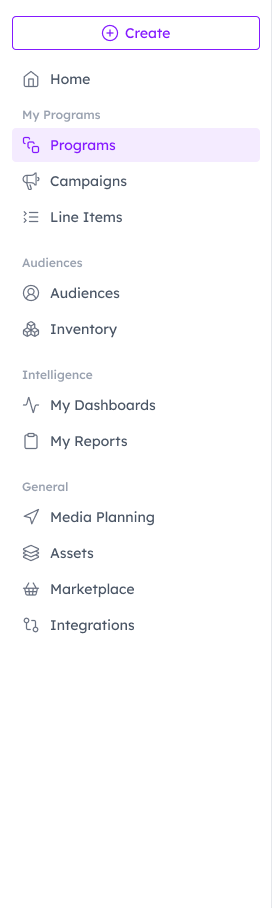 Create
Home
My Programs
Programs
Campaigns
Line Items
Audiences
Audiences
Inventory
Intelligence
My Dashboards
My Reports
General
Media Planning
Assets
Marketplace
Integrations